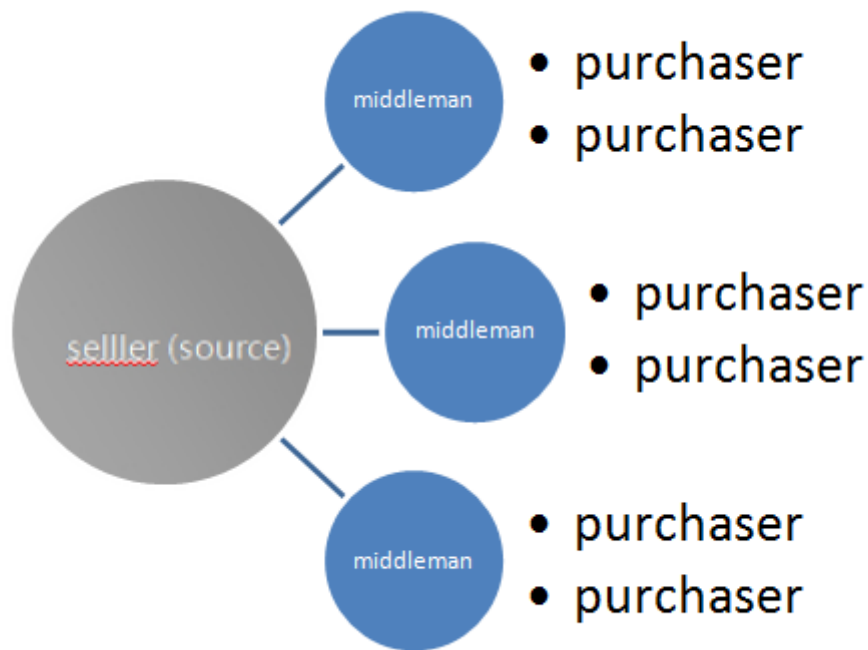 middleman
• purchaser
• purchaser
selller (source)
middleman
• purchaser
• purchaser
middleman
• purchaser
• purchaser